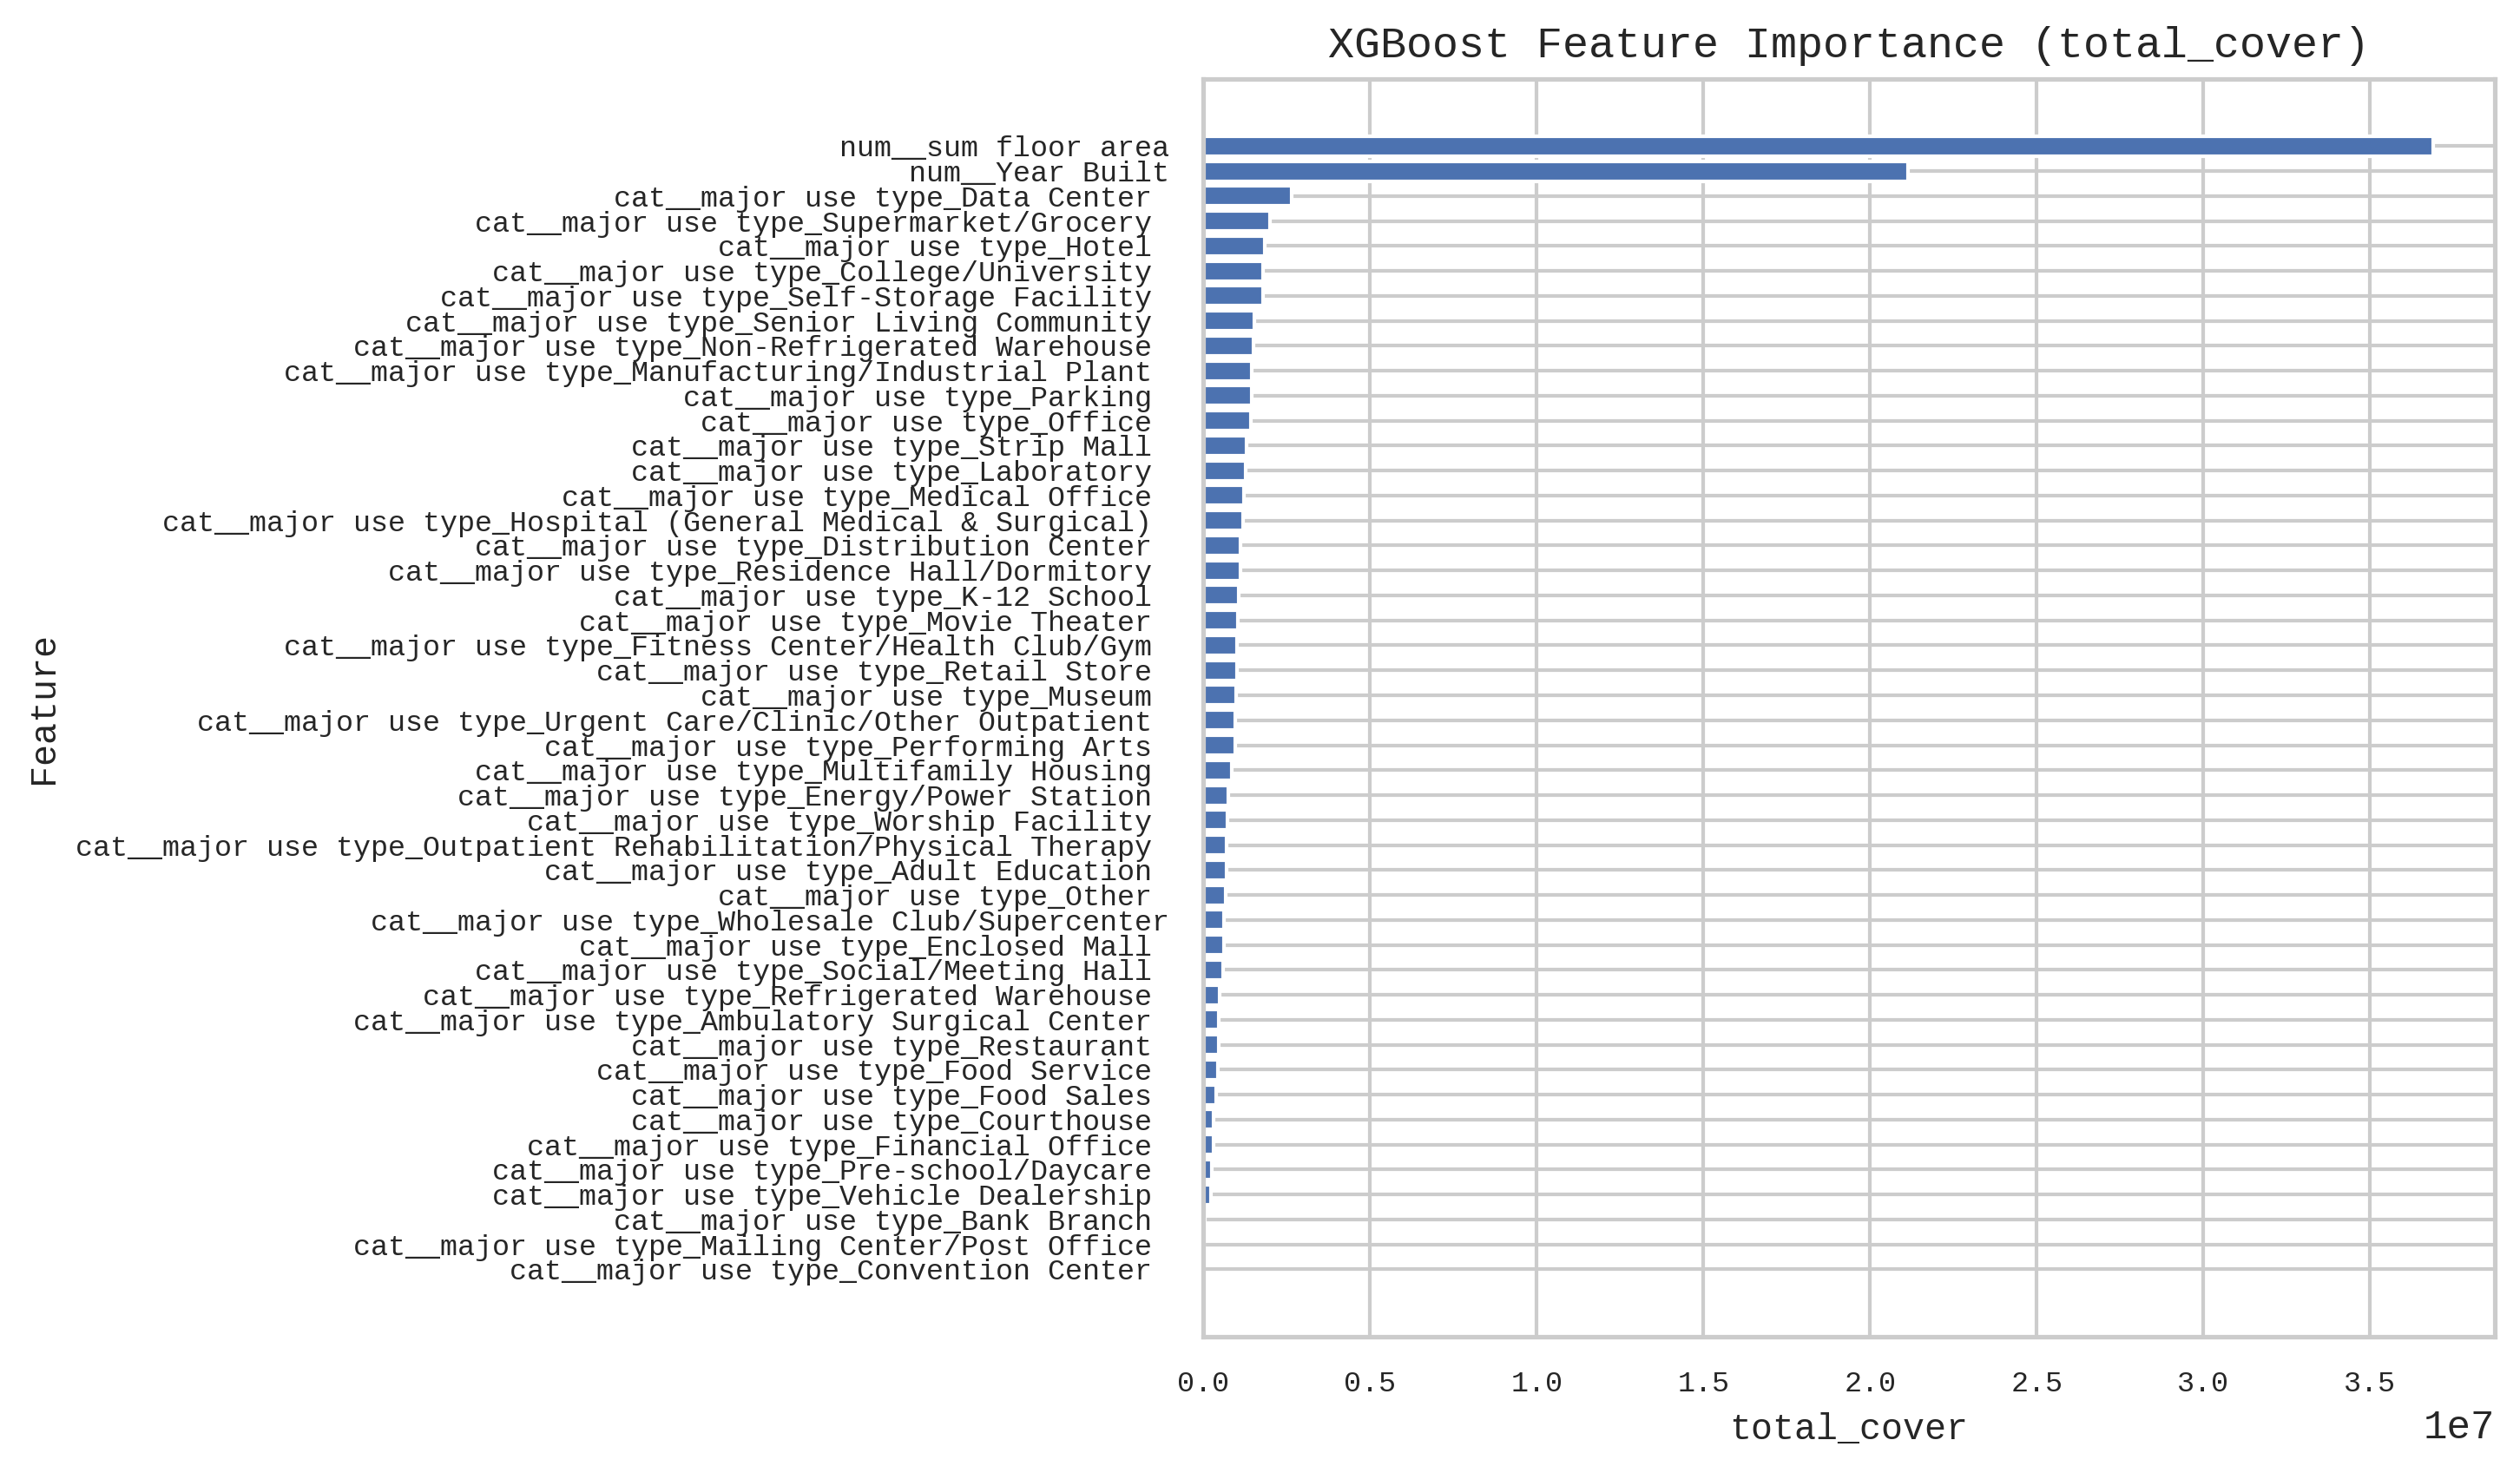 XGBoost Feature Importance (total_cover)
num__sum floor area
num__Year Built
cat__major use type_Data Center
cat__major use type_Supermarket/Grocery
cat__major use type_Hotel
cat__major use type_College/University
cat__major use type_Self-Storage Facility
cat__major use type_Senior Living Community
cat__major use type_Non-Refrigerated Warehouse
cat__major use type_Manufacturing/Industrial Plant
cat__major use type_Parking
cat__major use type_Office
cat__major use type_Strip Mall
cat__major use type_Laboratory
cat__major use type_Medical Office
cat__major use type_Hospital (General Medical & Surgical)
cat__major use type_Distribution Center
cat__major use type_Residence Hall/Dormitory
cat__major use type_K-12 School
cat__major use type_Movie Theater
cat__major use type_Fitness Center/Health Club/Gym
cat__major use type_Retail Store
cat__major use type_Museum
cat__major use type_Urgent Care/Clinic/Other Outpatient
cat__major use type_Performing Arts
cat__major use type_Multifamily Housing
cat__major use type_Energy/Power Station
cat__major use type_Worship Facility
cat__major use type_Outpatient Rehabilitation/Physical Therapy
cat__major use type_Adult Education
cat__major use type_Other
cat__major use type_Wholesale Club/Supercenter
cat__major use type_Enclosed Mall
cat__major use type_Social/Meeting Hall
cat__major use type_Refrigerated Warehouse
cat__major use type_Ambulatory Surgical Center
cat__major use type_Restaurant
cat__major use type_Food Service
cat__major use type_Food Sales
cat__major use type_Courthouse
cat__major use type_Financial Office
cat__major use type_Pre-school/Daycare
cat__major use type_Vehicle Dealership
cat__major use type_Bank Branch
cat__major use type_Mailing Center/Post Office
cat__major use type_Convention Center
Feature
0.0 0.5 1.0 1.5 2.0 2.5 3.0 3.5
total_cover
1e7